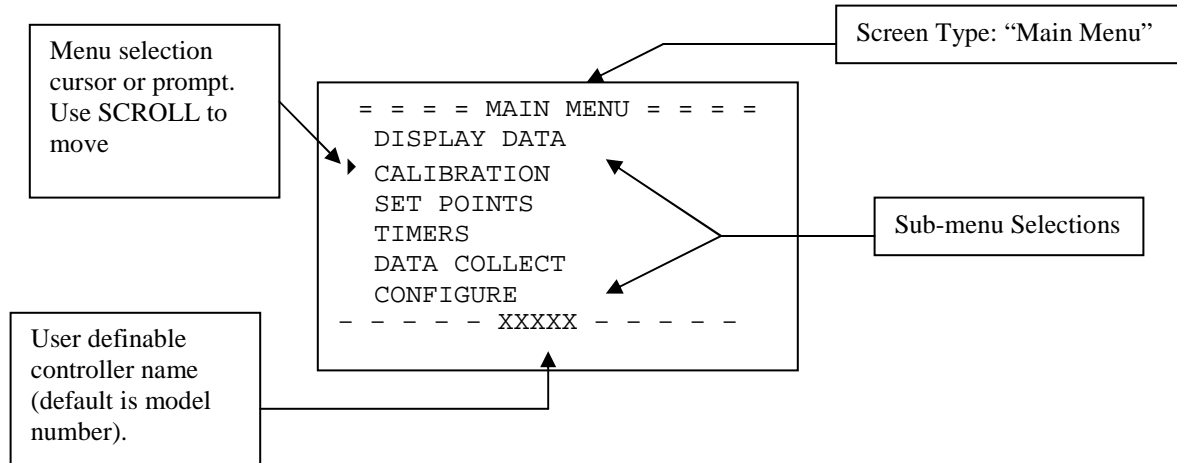 Menu selection
cursor or prompt.
Use SCROLL to
move
Screen Type: “Main Menu”
= = = = MAIN MENU = = = =
DISPLAY DATA
CALIBRATION
SET POINTS
TIMERS
DATA COLLECT
CONFIGURE
– – – – – XXXXX – – – – –
Sub-menu Selections
User definable
controller name
(default is model
number).